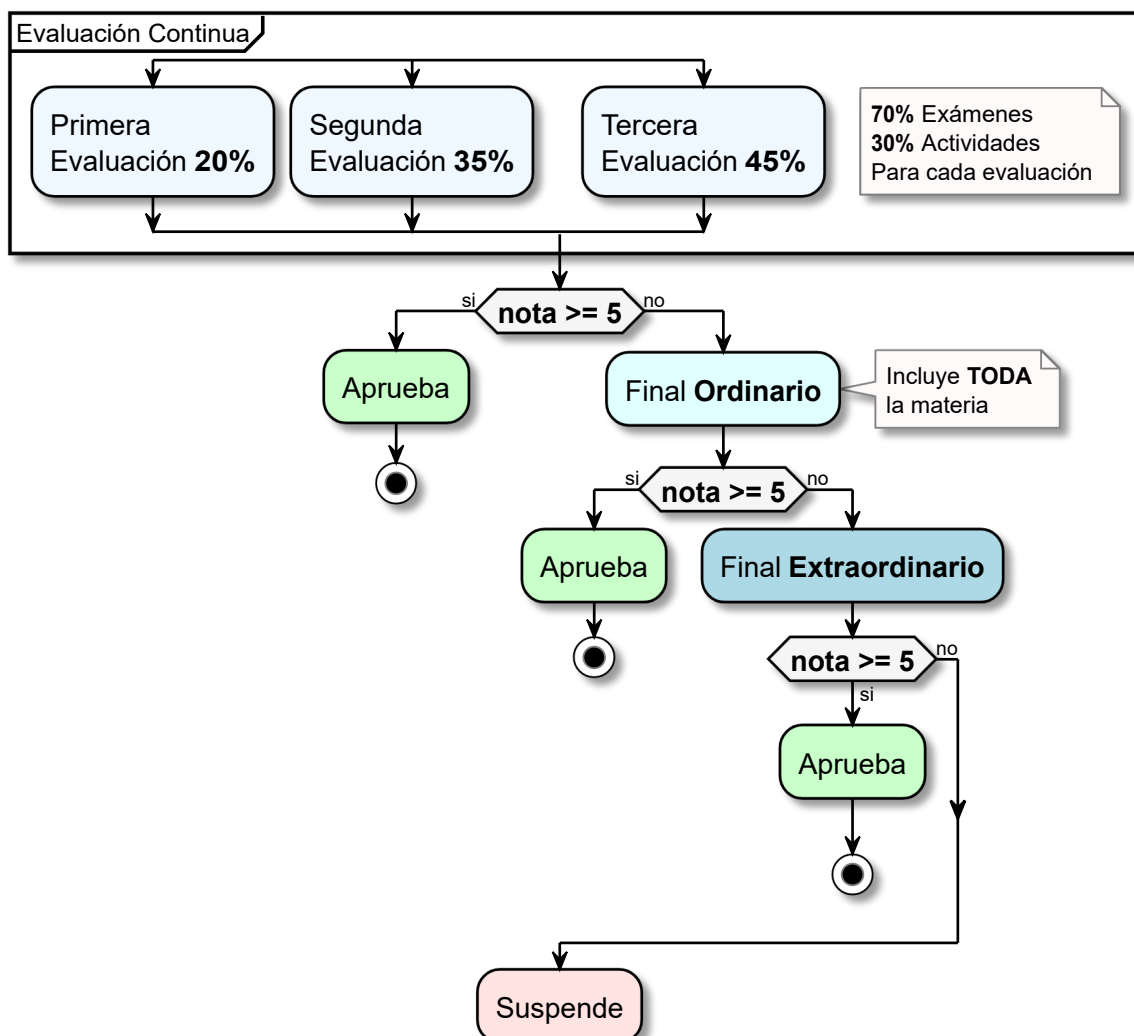 Evaluación Continua
Primera
Evaluación 20%
Segunda
Evaluación 35%
Tercera
Evaluación 45%
70% Exámenes
30% Actividades
Para cada evaluación
si
nota >= 5
no
Aprueba
Final Ordinario
Incluye TODA
la materia
si
nota >= 5
no
Aprueba
Final Extraordinario
nota >= 5
no
si
Aprueba
Suspende